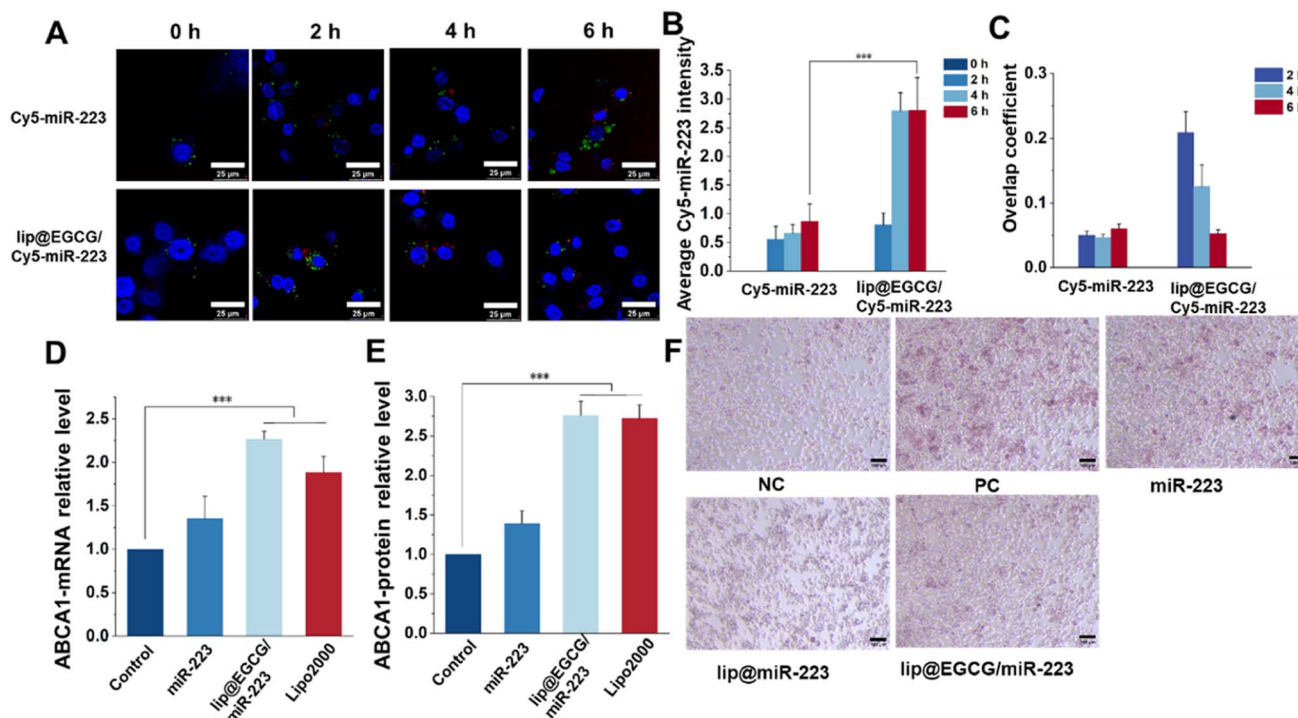 A
0 h
2 h
4 h
6 h
Cy5-miR-223
25 μm
25 μm
25 μm
25 μm
lip@EGCG/
Cy5-miR-223
25 μm
25 μm
25 μm
25 μm
B
Average Cy5-miR-223 intensity
3.5
3.0
2.5
2.0
1.5
1.0
0.5
0.0
***
0 h
2 h
4 h
6 h
Cy5-miR-223
lip@EGCG/
Cy5-miR-223
C
Overlap coefficient
0.3
0.2
0.1
0.0
2
4
6
Cy5-miR-223
lip@EGCG/
Cy5-miR-223
D
ABCA1-mRNA relative level
2.5
2.0
1.5
1.0
0.5
0.0
***
Control
miR-223
lip@EGCG/
miR-223
Lipo2000
E
ABCA1-protein relative level
3.0
2.5
2.0
1.5
1.0
0.5
0.0
***
Control
miR-223
lip@EGCG/
miR-223
Lipo2000
F
NC
PC
miR-223
lip@miR-223
lip@EGCG/miR-223